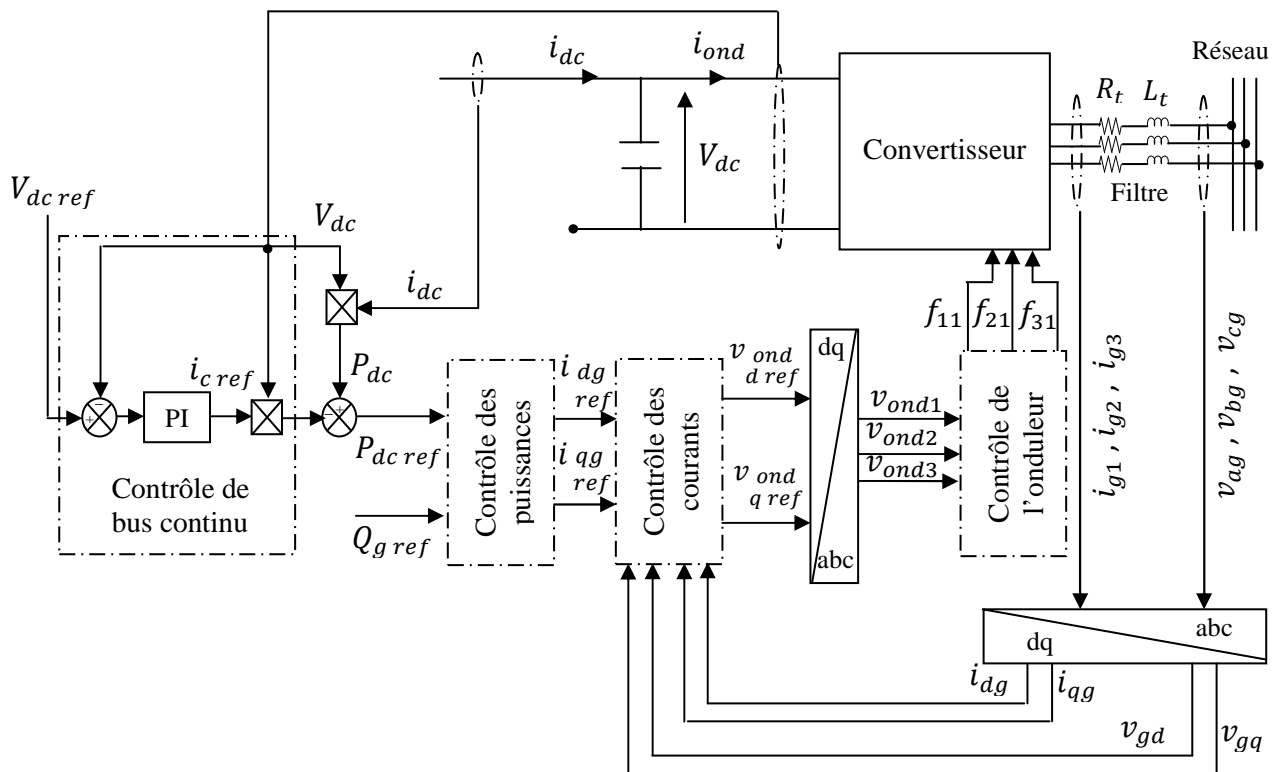 i_dc
i_ond
Réseau
R_t
L_t
Convertisseur
V_dc
Filtre
V_dc ref
V_dc
i_dc
f_11
f_21
f_31
i_c ref
P_dc
dq
abc
i_dg ref
i_qg ref
v_ond d ref
v_ond q ref
v_ond1
v_ond2
v_ond3
PI
P_dc ref
Contrôle de
bus continu
Q_g ref
Contrôle des
puissances
Contrôle des
courants
Contrôle de
l'onduleur
i_g1 , i_g2 , i_g3
v_ag , v_bg , v_cg
abc
dq
i_dg
i_qg
v_gd
v_gq